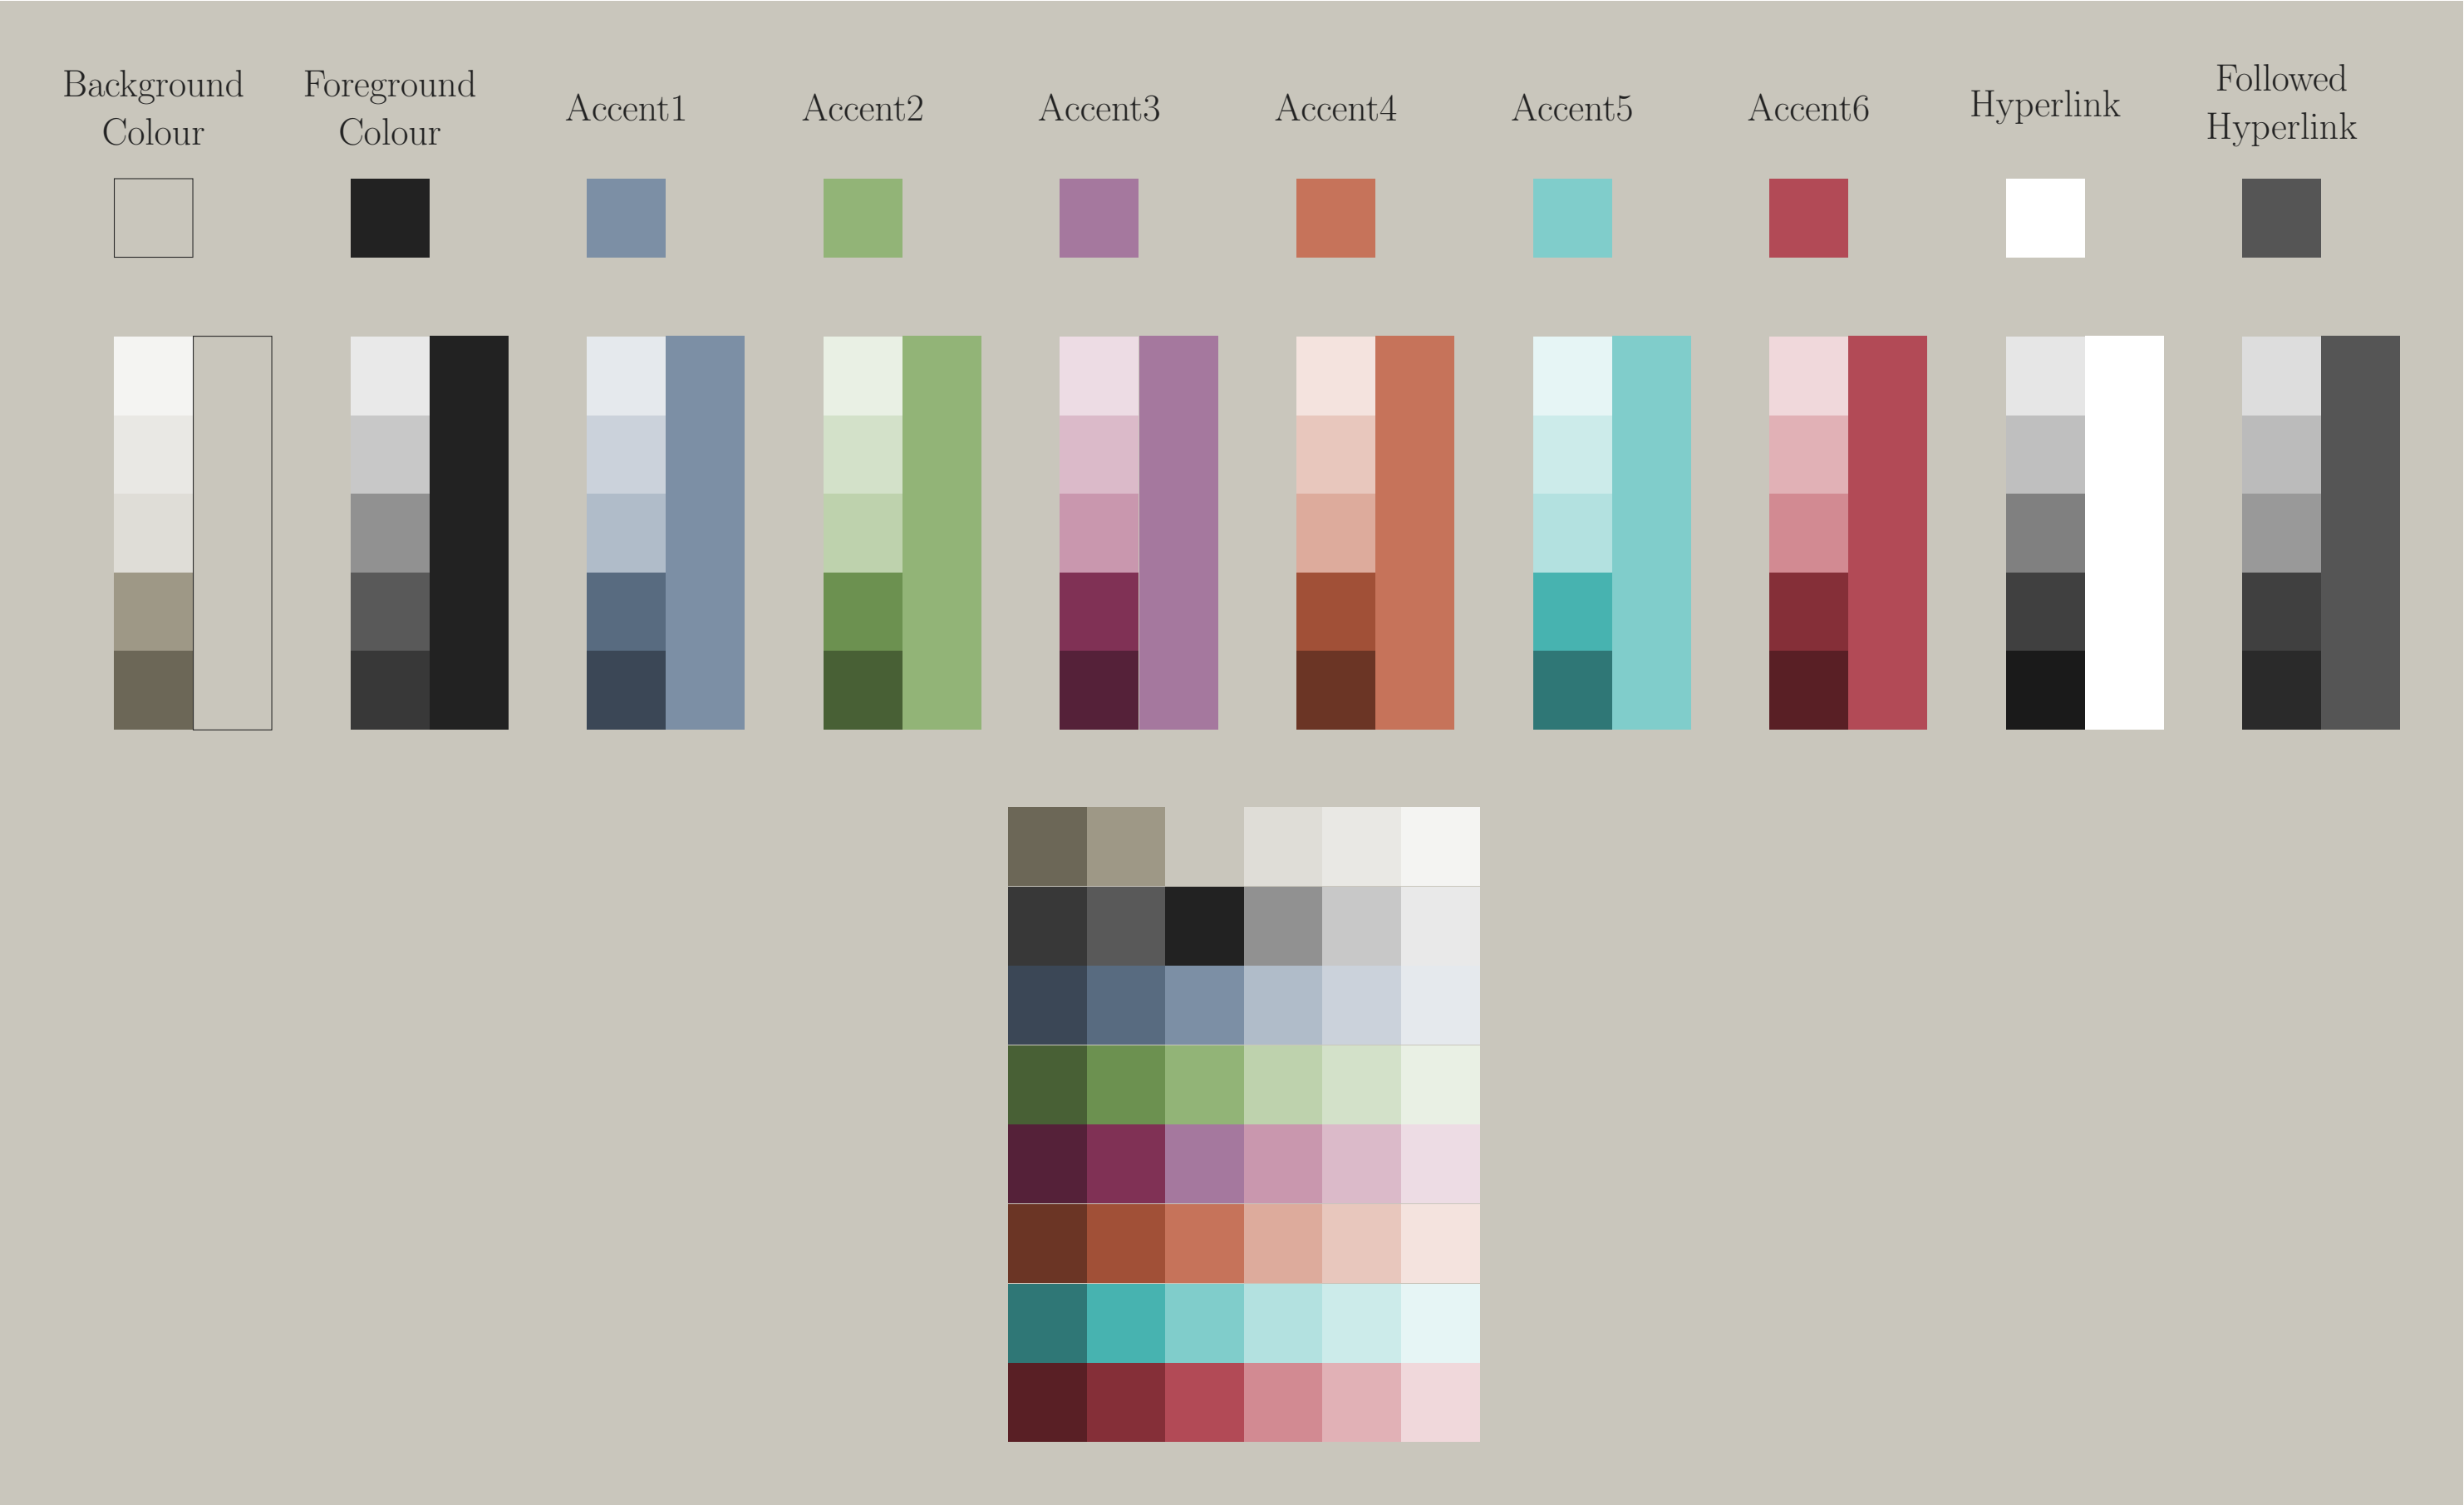 Background
Colour
Foreground
Colour
Accent1
Accent2
Accent3
Accent4
Accent5
Accent6
Hyperlink
Followed
Hyperlink